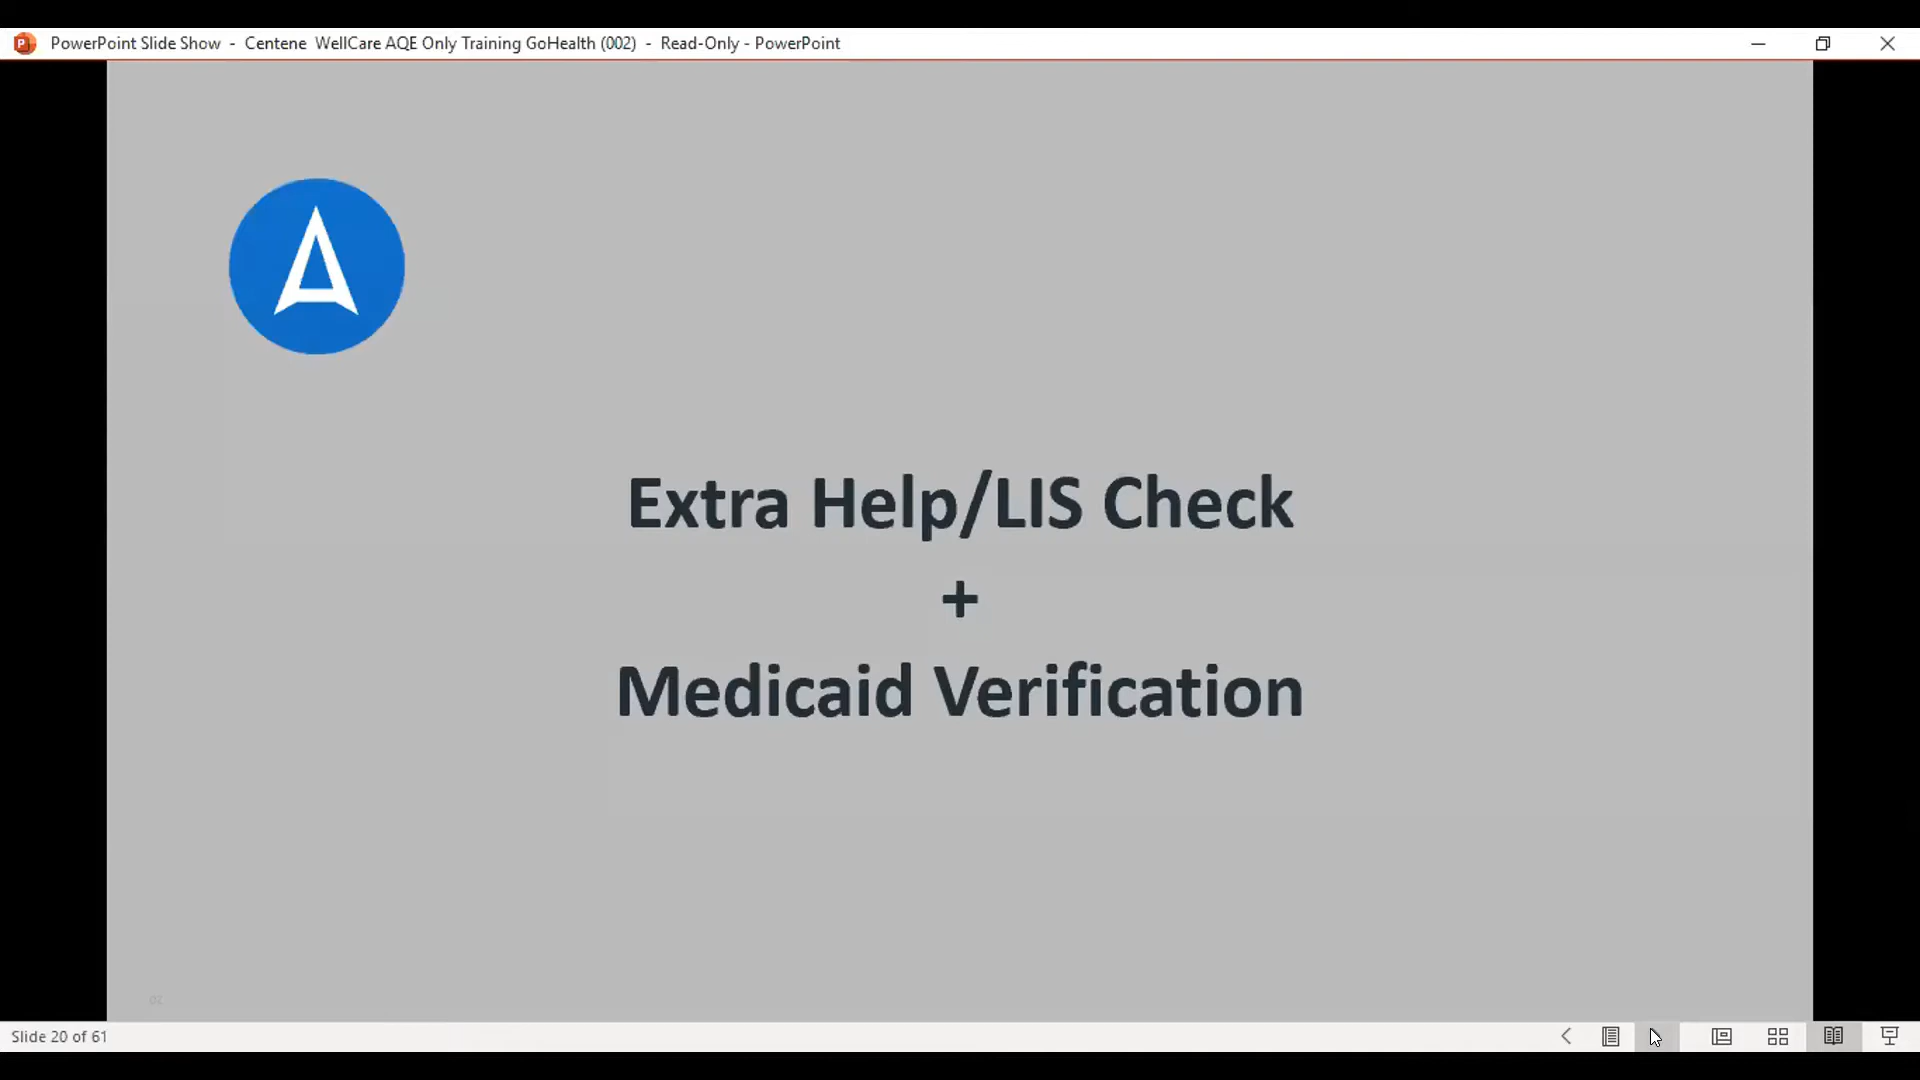 PowerPoint Slide Show - Centene WellCare AQE Only Training GoHealth (002) - Read-Only - PowerPoint
Extra Help/LIS Check
+
Medicaid Verification
Slide 20 of 61